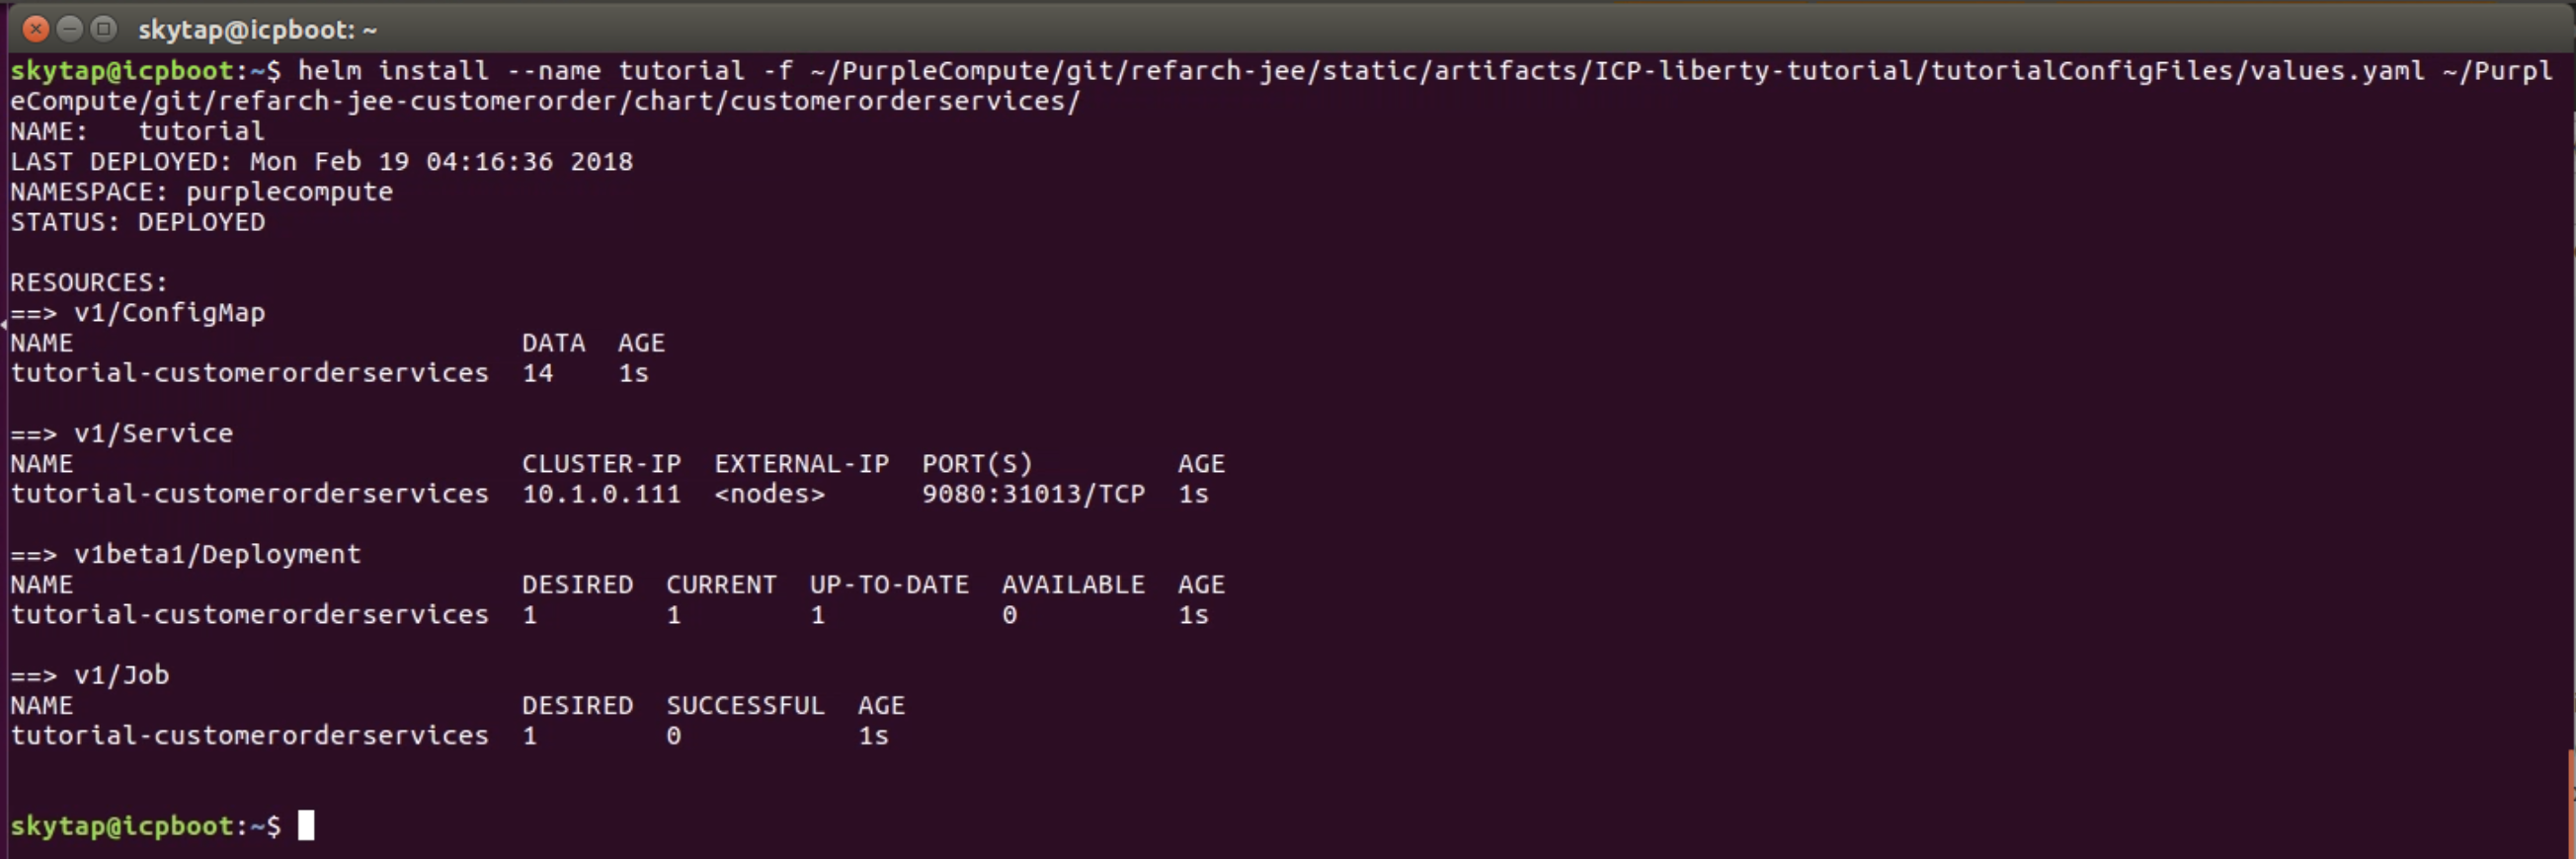 skytap@icpboot: ~
skytap@icpboot:~$ helm install --name tutorial -f ~/PurpleCompute/git/refarch-jee/static/artifacts/ICP-liberty-tutorial/tutorialConfigFiles/values.yaml ~/Purpl
eCompute/git/refarch-jee-customerorder/chart/customerorderservices/
NAME:   tutorial
LAST DEPLOYED: Mon Feb 19 04:16:36 2018
NAMESPACE: purplecompute
STATUS: DEPLOYED

RESOURCES:
==> v1/ConfigMap
NAME                            DATA  AGE
tutorial-customerorderservices  14    1s

==> v1/Service
NAME                            CLUSTER-IP  EXTERNAL-IP  PORT(S)         AGE
tutorial-customerorderservices  10.1.0.111  <nodes>      9080:31013/TCP  1s

==> v1beta1/Deployment
NAME                            DESIRED  CURRENT  UP-TO-DATE  AVAILABLE  AGE
tutorial-customerorderservices  1        1        1           0          1s

==> v1/Job
NAME                            DESIRED  SUCCESSFUL  AGE
tutorial-customerorderservices  1        0           1s

skytap@icpboot:~$